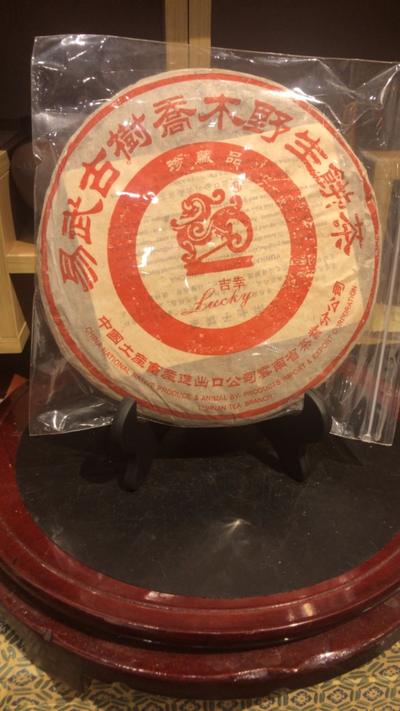 易武古樹喬木野生餅茶
珍藏品
吉幸
Lucky
中國土產畜產進出口公司雲南省茶葉分公司
CHINA NATIONAL NATIVE PRODUCE & ANIMAL BY-PRODUCTS IMPORT & EXPORT CORPORATION
YUNNAN TEA BRANCH